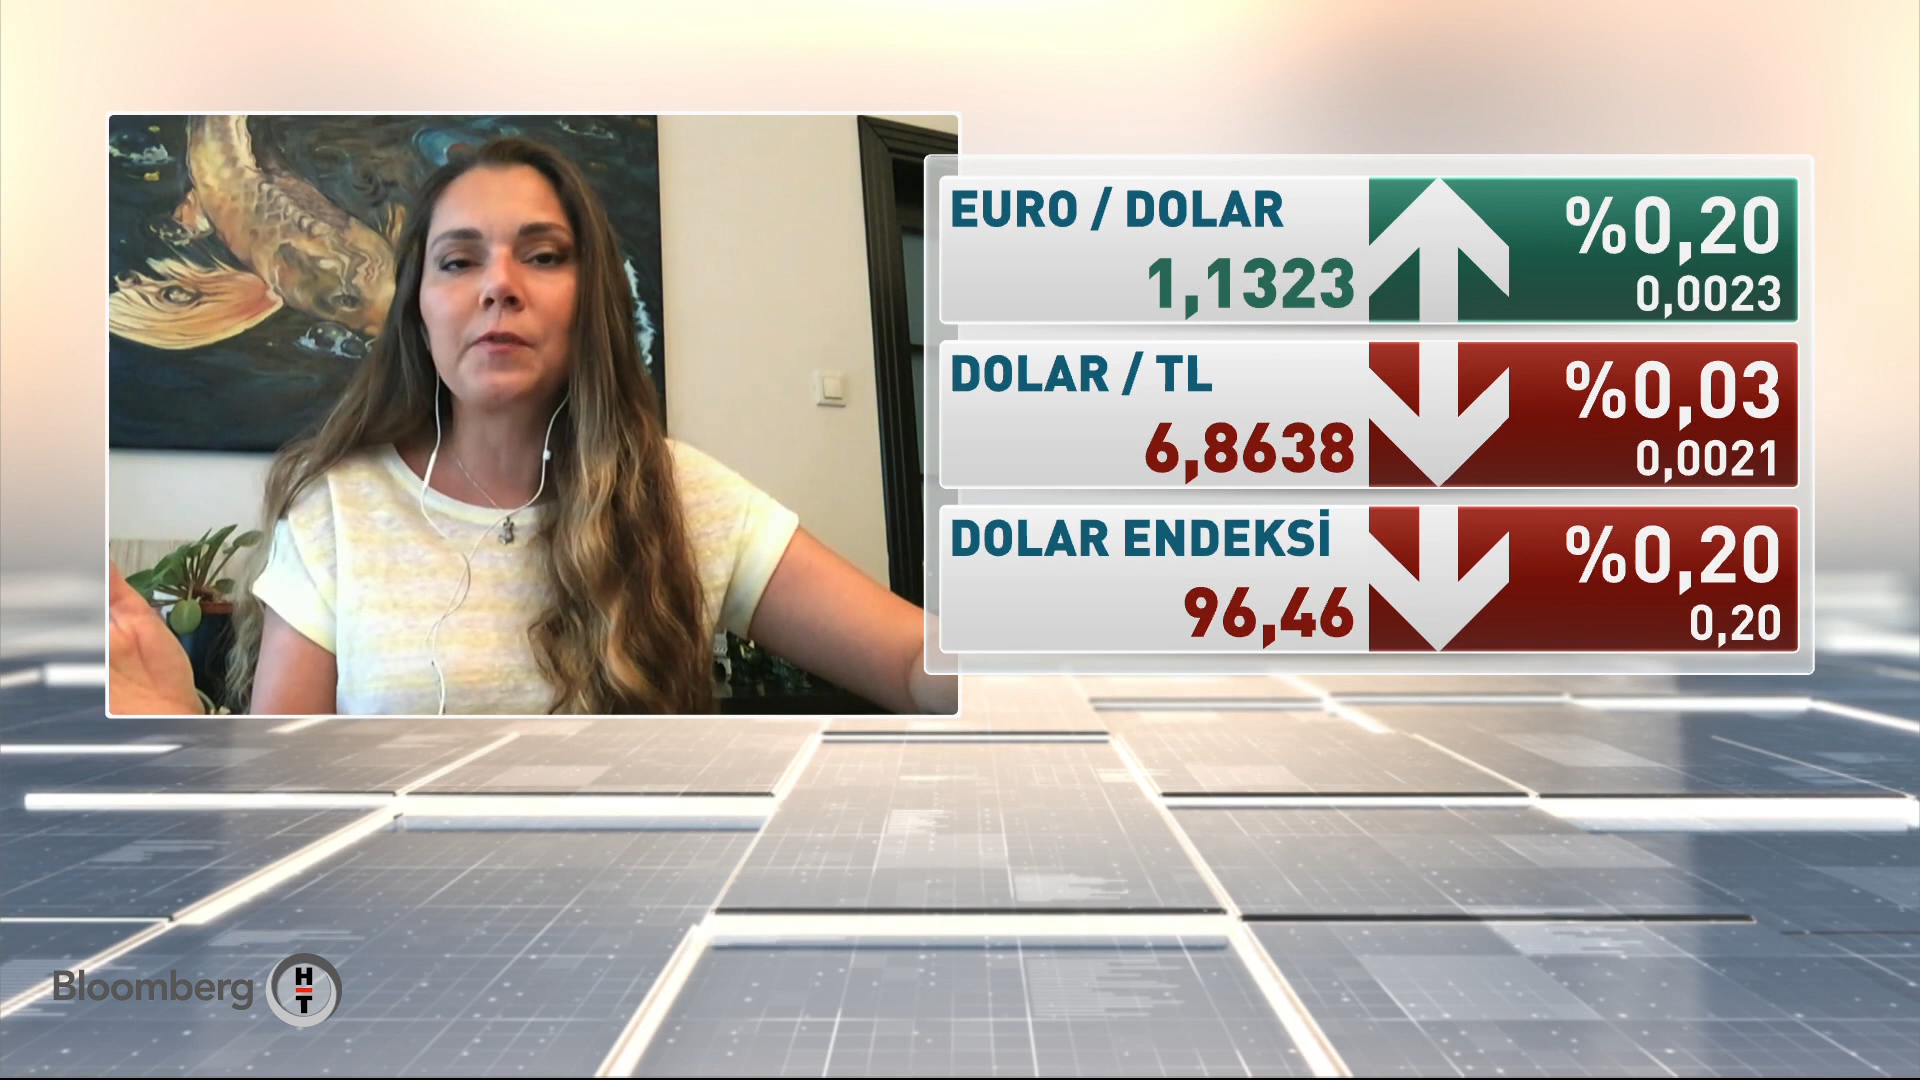 EURO / DOLAR
1,1323
%0,20
0,0023
DOLAR / TL
6,8638
%0,03
0,0021
DOLAR ENDEKSİ
96,46
%0,20
0,20
Bloomberg HT